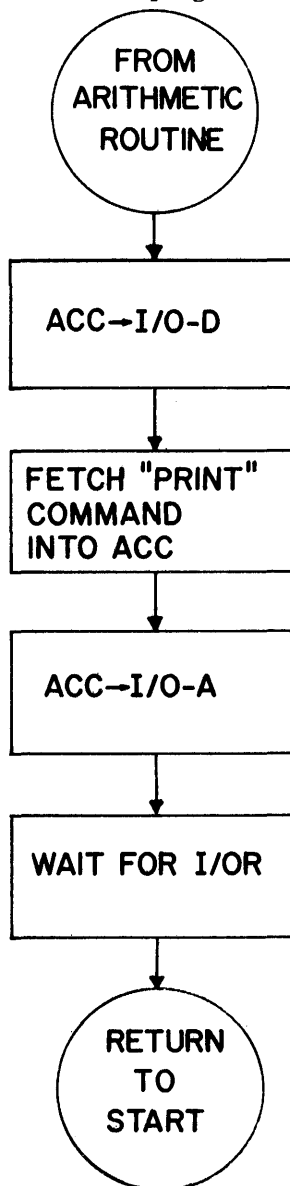 FROM
ARITHMETIC
ROUTINE
ACC→I/O-D
FETCH "PRINT"
COMMAND
INTO ACC
ACC→I/O-A
WAIT FOR I/OR
RETURN
TO
START